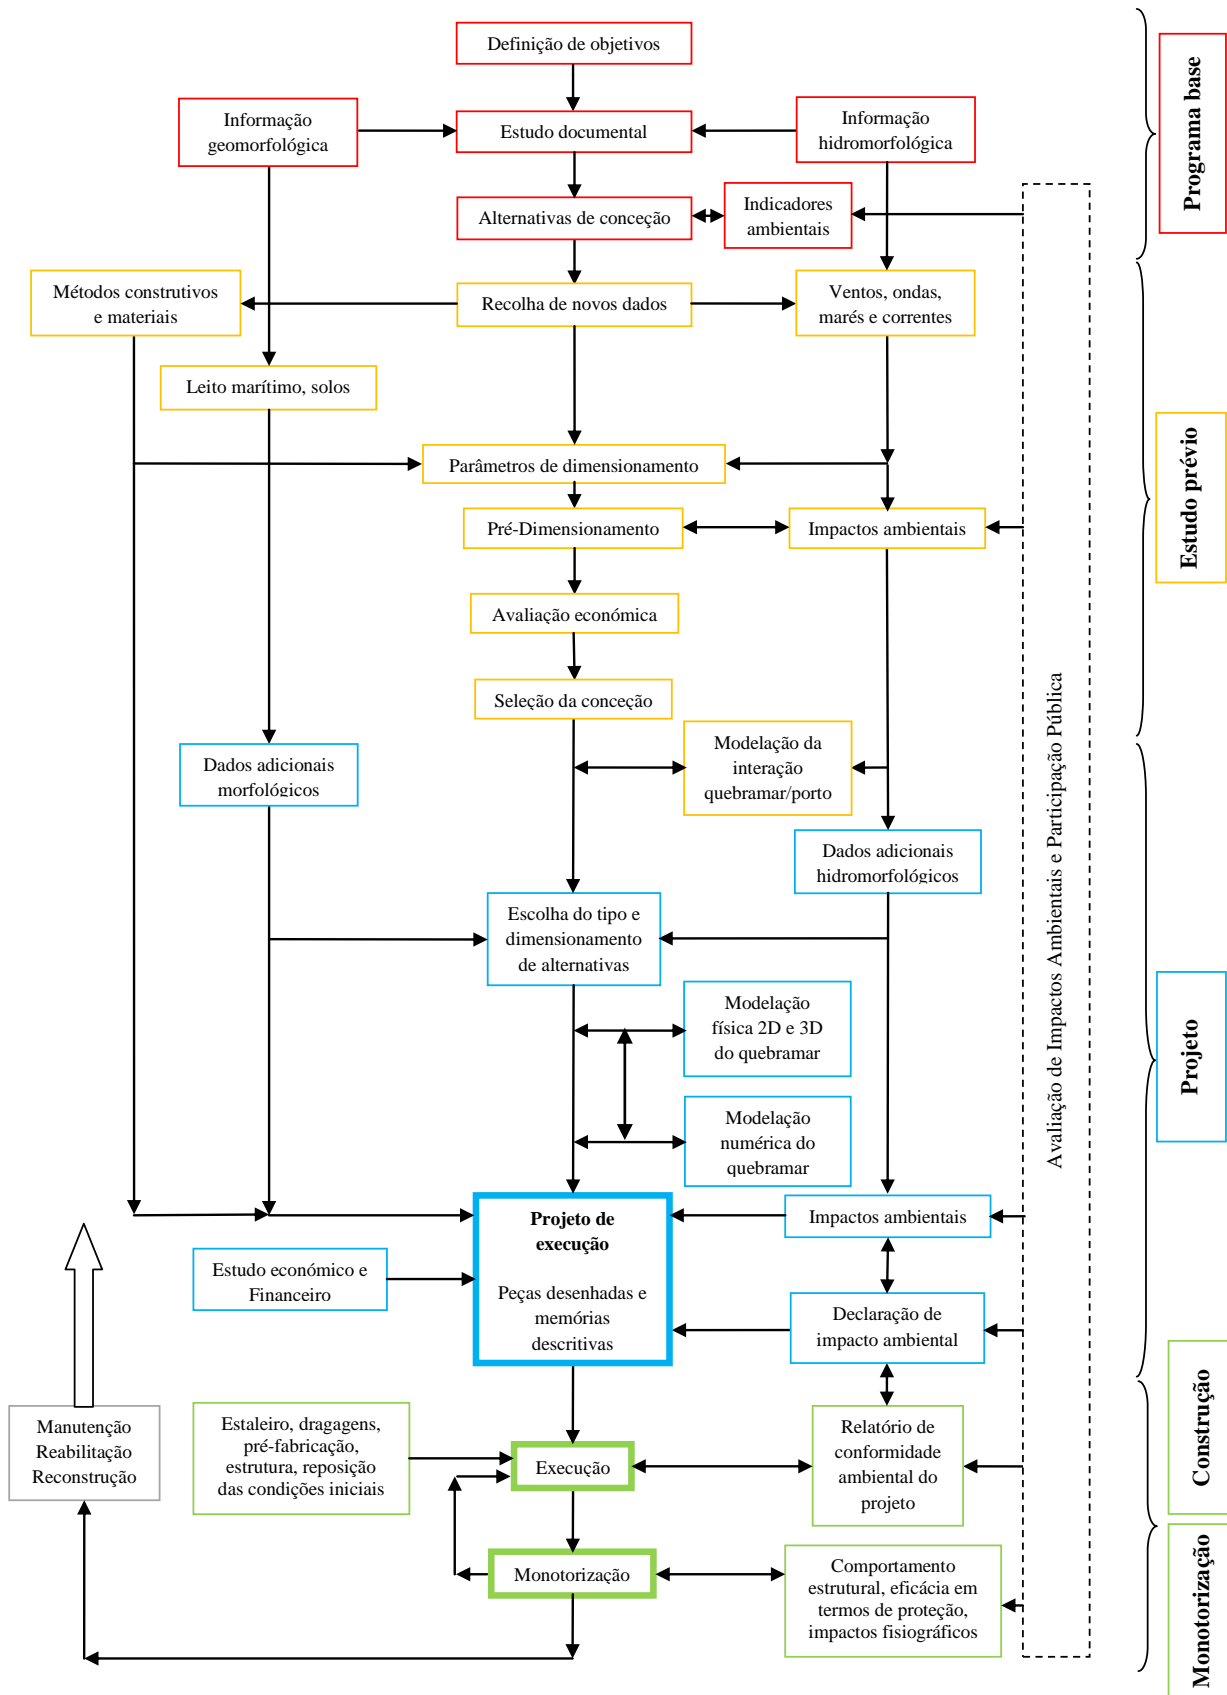 Definição de objetivos
Programa base
Informação
geomorfológica
Estudo documental
Informação
hidromorfológica
Alternativas de conceção
Indicadores
ambientais
Métodos construtivos
e materiais
Recolha de novos dados
Ventos, ondas,
marés e correntes
Leito marítimo, solos
Estudo prévio
Parâmetros de dimensionamento
Pré-Dimensionamento
Impactos ambientais
Avaliação económica
Seleção da conceção
Avaliação de Impactos Ambientais e Participação Pública
Dados adicionais
morfológicos
Modelação da
interação
quebramar/porto
Dados adicionais
hidromorfológicos
Escolha do tipo e
dimensionamento
de alternativas
Projeto
Modelação
física 2D e 3D
do quebramar
Modelação
numérica do
quebramar
Projeto de
execução
Peças desenhadas e
memórias
descritivas
Impactos ambientais
Estudo económico e
Financeiro
Declaração de
impacto ambiental
Construção
Manutenção
Reabilitação
Reconstrução
Estaleiro, dragagens,
pré-fabricação,
estrutura, reposição
das condições iniciais
Execução
Relatório de
conformidade
ambiental do
projeto
Monotorização
Monotorização
Comportamento
estrutural, eficácia em
termos de proteção,
impactos fisiográficos